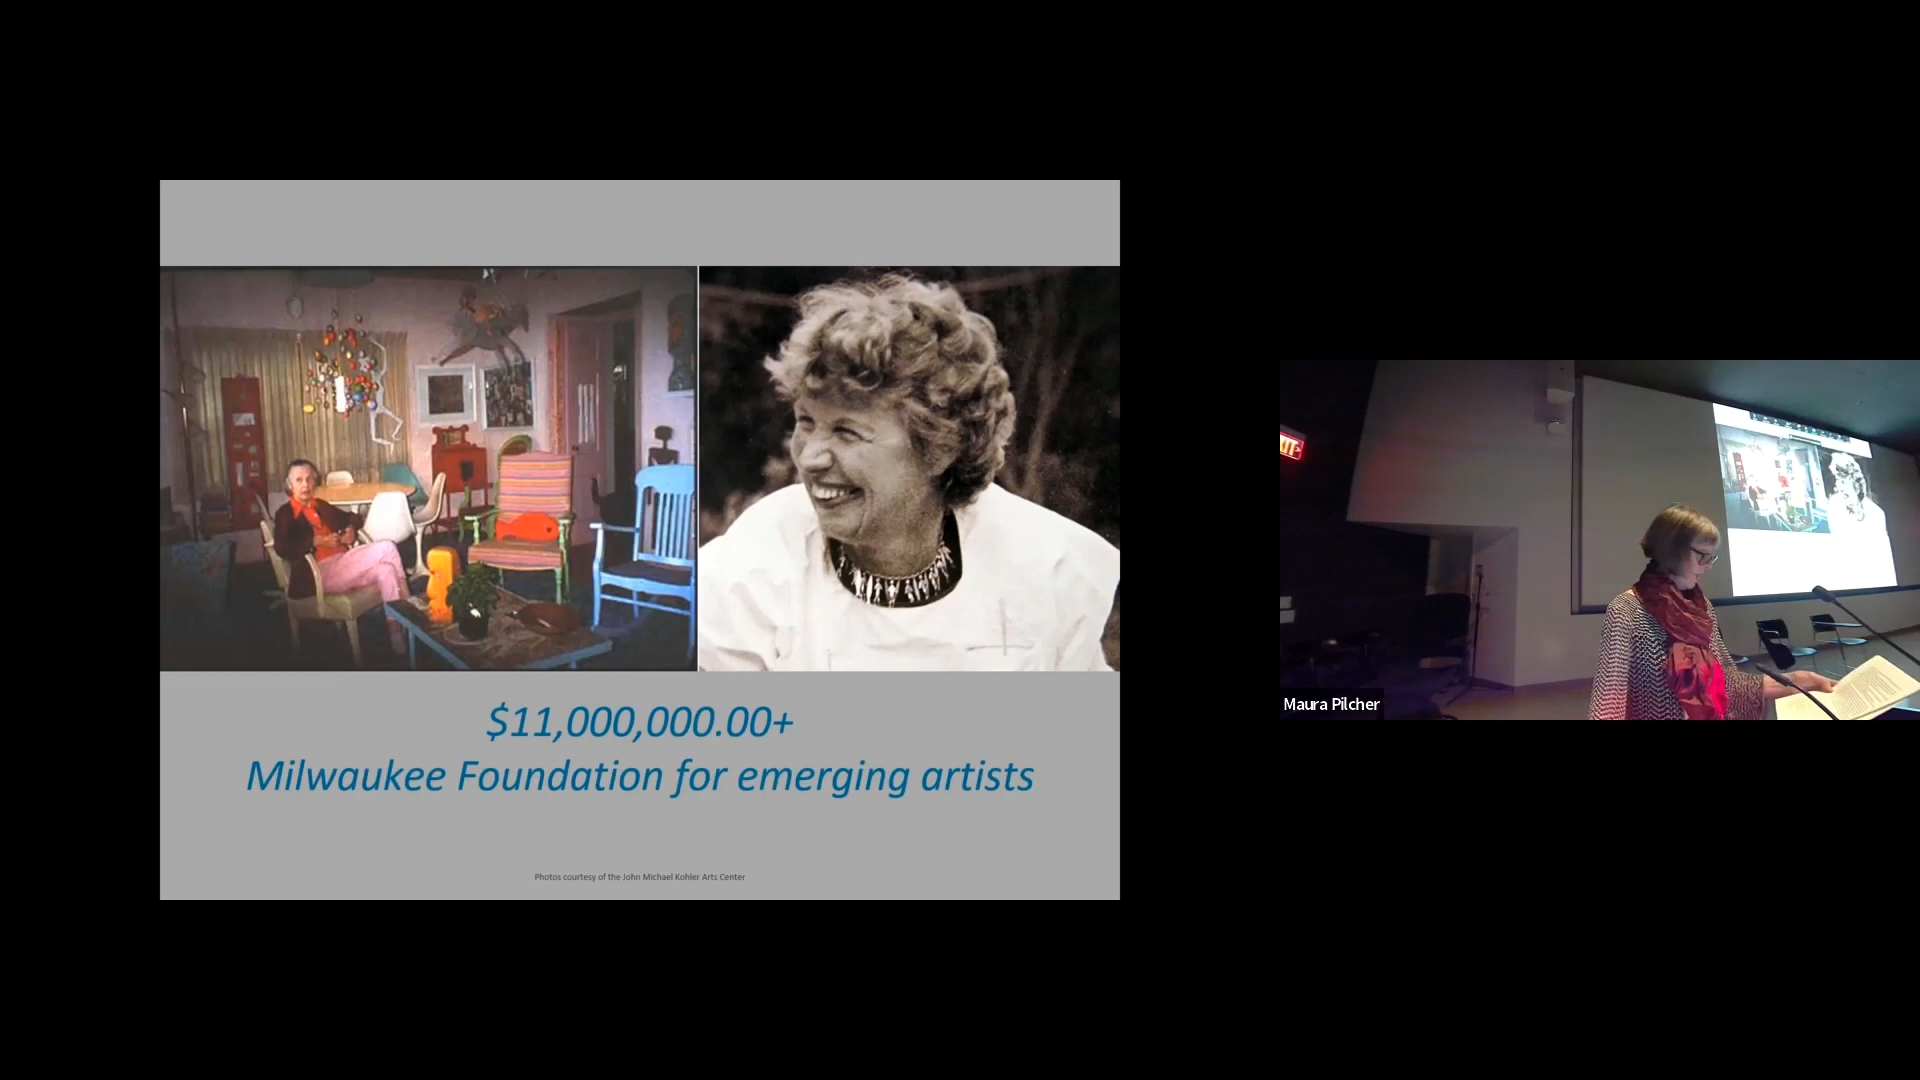 $11,000,000.00+
Milwaukee Foundation for emerging artists
Photos courtesy of the John Michael Kohler Arts Center
Maura Pilcher